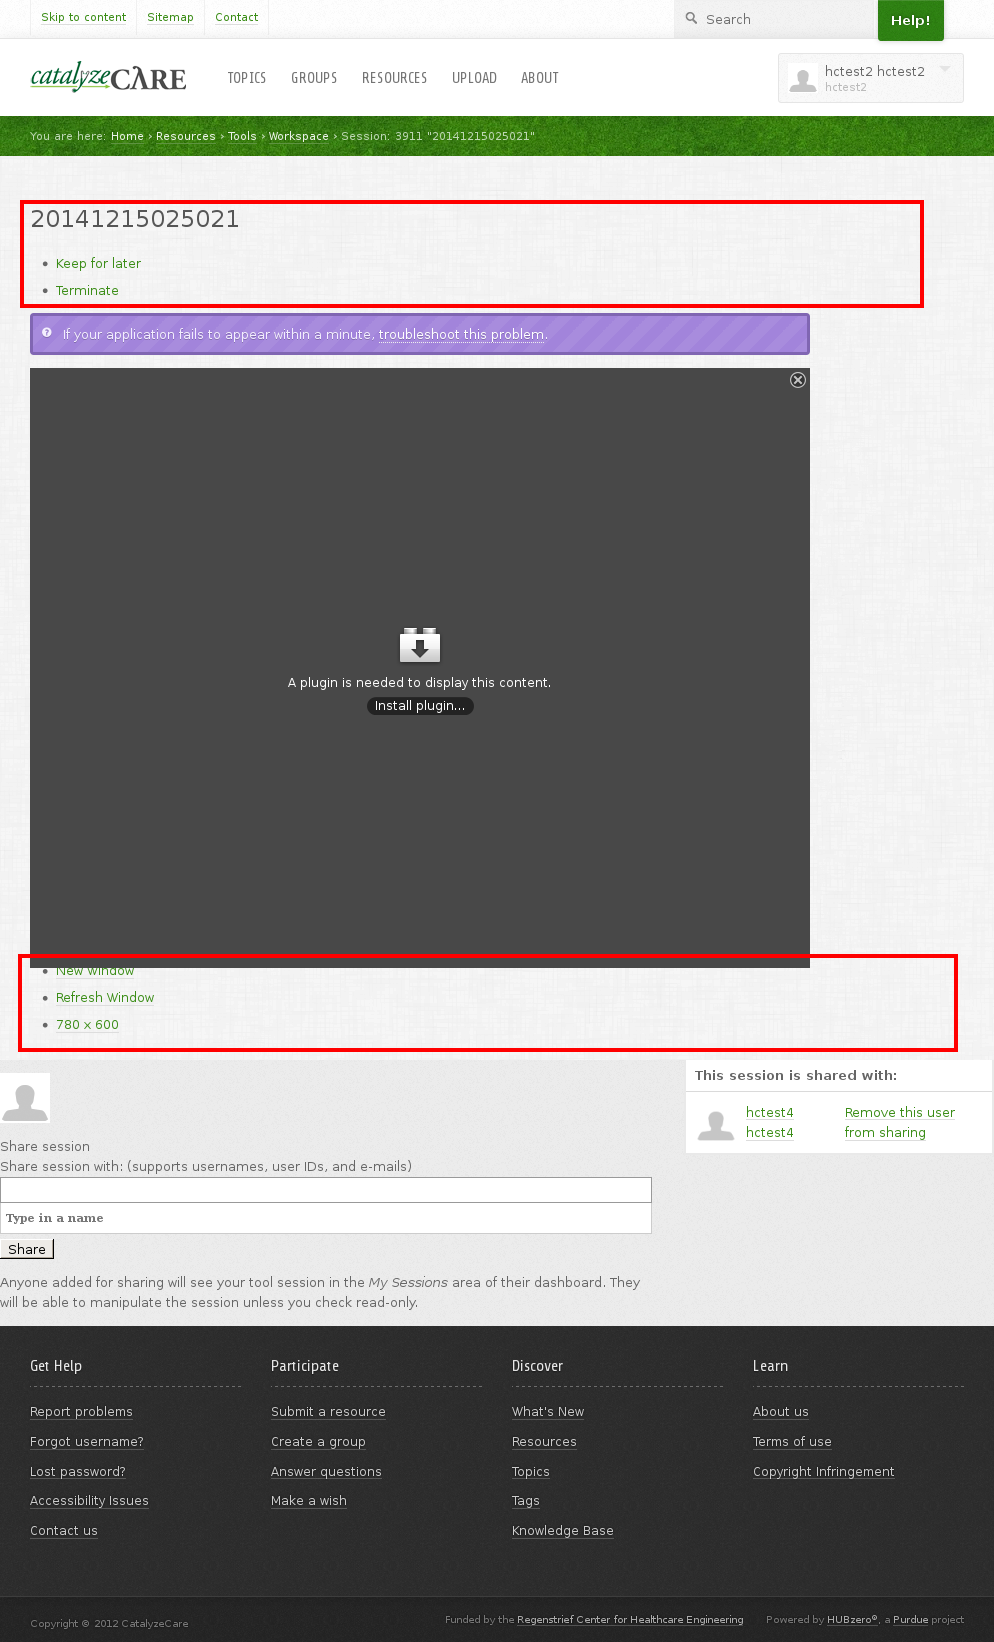 Skip to content Sitemap Contact Search Help!
catalyzeCARE TOPICS GROUPS RESOURCES UPLOAD ABOUT hctest2 hctest2
hctest2
You are here: Home › Resources › Tools › Workspace › Session: 3911 "20141215025021"
20141215025021
Keep for later
Terminate
If your application fails to appear within a minute, troubleshoot this problem.
A plugin is needed to display this content.
Install plugin...
New Window
Refresh Window
780 x 600
This session is shared with:
hctest4 Remove this user
hctest4 from sharing
Share session
Share session with: (supports usernames, user IDs, and e-mails)
Type in a name
Share
Anyone added for sharing will see your tool session in the My Sessions area of their dashboard. They
will be able to manipulate the session unless you check read-only.
Get Help Participate Discover Learn
Report problems Submit a resource What's New About us
Forgot username? Create a group Resources Terms of use
Lost password? Answer questions Topics Copyright Infringement
Accessibility Issues Make a wish Tags
Contact us Knowledge Base
Copyright © 2012 CatalyzeCare Funded by the Regenstrief Center for Healthcare Engineering Powered by HUBzero®, a Purdue project